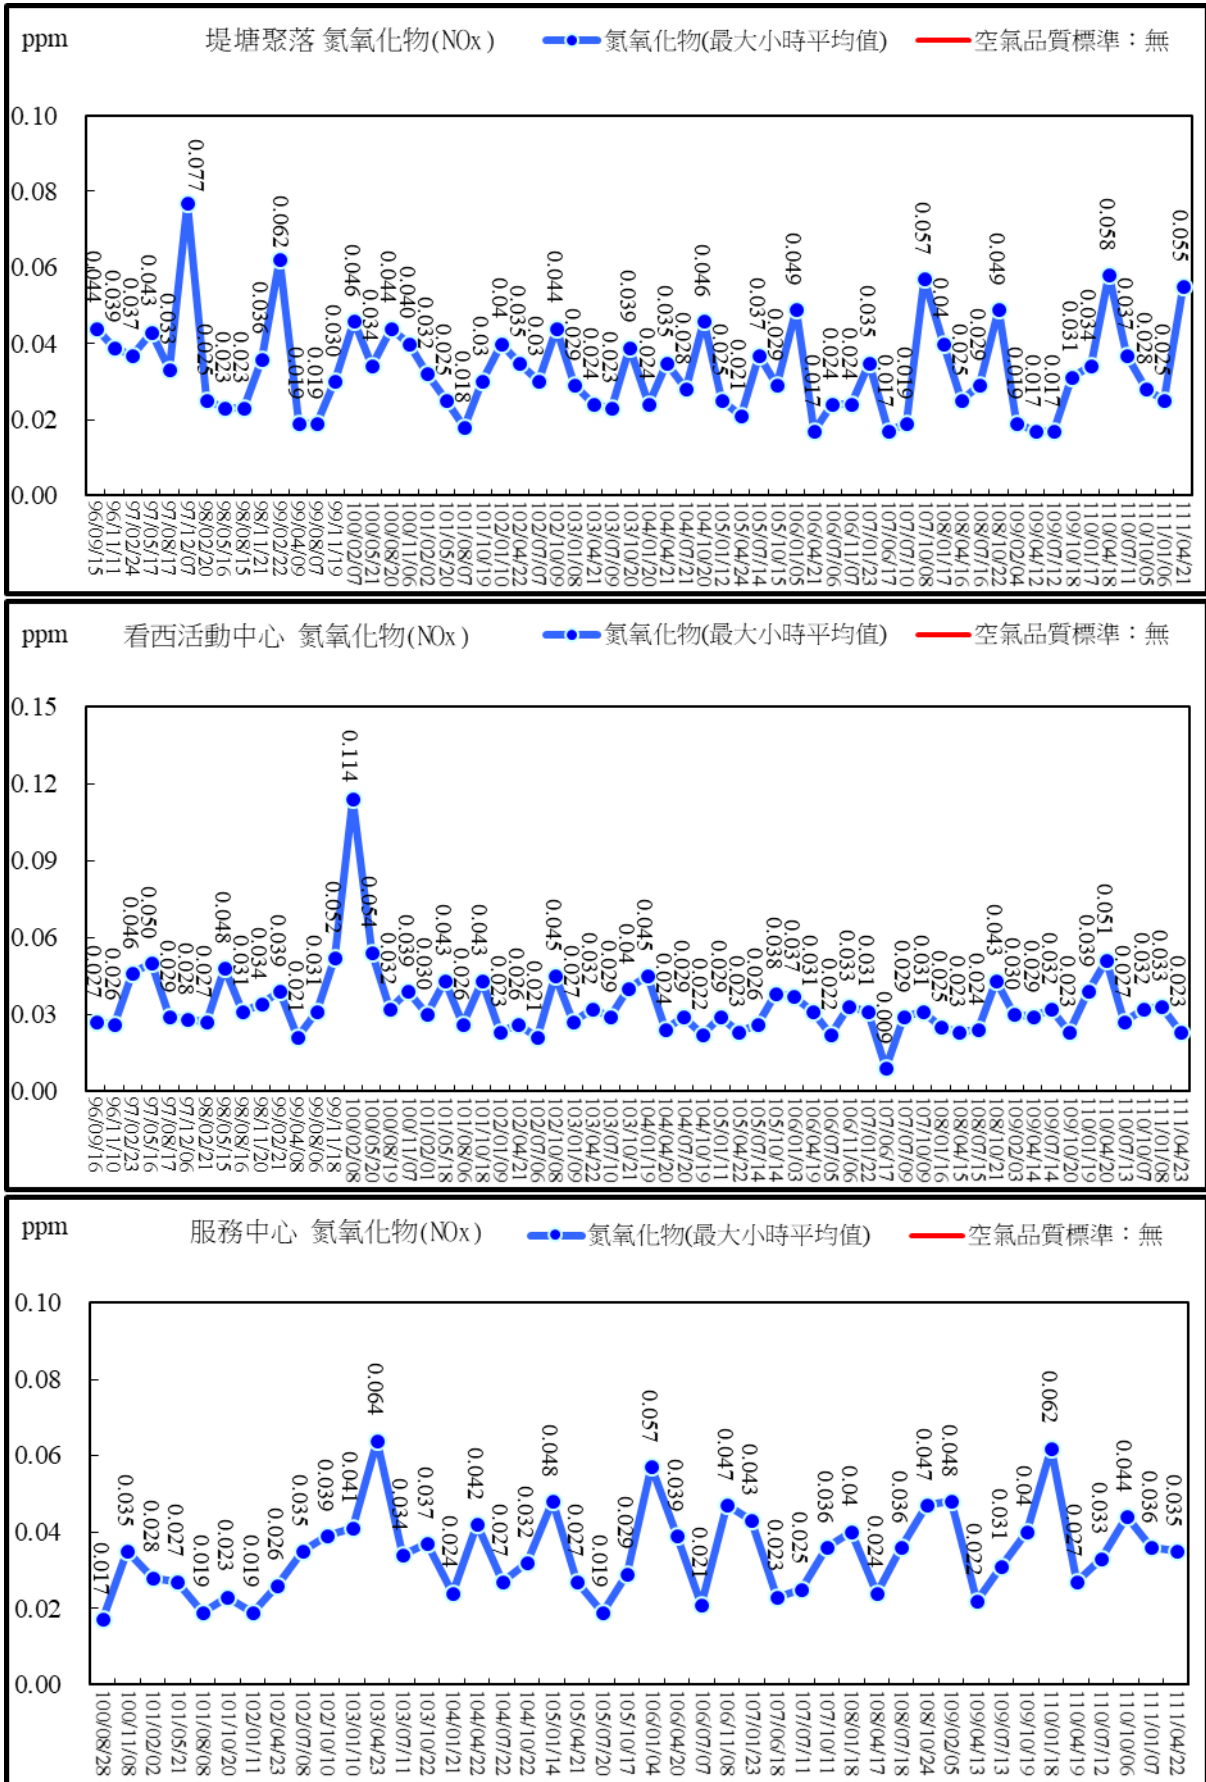 ppm 堤塘聚落 氮氧化物(NOx) 氮氧化物(最大小時平均值) 空氣品質標準：無
0.10
0.08
0.06
0.04
0.02
0.00
0.044 0.039 0.037 0.043 0.033 0.077 0.025 0.023 0.023 0.036 0.062 0.019 0.019 0.030 0.046 0.034 0.044 0.040 0.032 0.025 0.018 0.03 0.04 0.035 0.03 0.044 0.029 0.024 0.023 0.039 0.024 0.035 0.028 0.046 0.025 0.021 0.037 0.029 0.049 0.017 0.024 0.024 0.035 0.017 0.019 0.057 0.04 0.025 0.029 0.049 0.019 0.017 0.017 0.031 0.034 0.058 0.037 0.028 0.025 0.055
96/09/15 96/11/11 97/02/24 97/05/17 97/08/17 97/12/07 98/02/20 98/05/16 98/08/15 98/11/21 99/02/22 99/04/09 99/08/07 99/11/19 100/02/07 100/05/21 100/08/20 100/11/06 101/02/02 101/05/20 101/08/07 101/10/19 102/01/10 102/04/22 102/07/07 102/10/09 103/01/08 103/04/21 103/07/09 103/10/20 104/01/20 104/04/21 104/07/21 104/10/20 105/01/12 105/04/24 105/07/14 105/10/15 106/01/05 106/04/21 106/07/06 106/11/07 107/01/23 107/06/17 107/07/10 107/10/08 108/01/17 108/04/16 108/07/16 108/10/22 109/02/04 109/04/12 109/07/12 109/10/18 110/01/17 110/04/18 110/07/11 110/10/05 111/01/06 111/04/21
ppm 看西活動中心 氮氧化物(NOx) 氮氧化物(最大小時平均值) 空氣品質標準：無
0.15
0.12
0.09
0.06
0.03
0.00
0.027 0.026 0.046 0.050 0.029 0.028 0.027 0.048 0.031 0.034 0.039 0.021 0.031 0.052 0.114 0.054 0.032 0.039 0.030 0.043 0.026 0.043 0.023 0.026 0.021 0.045 0.027 0.032 0.029 0.04 0.045 0.024 0.029 0.022 0.029 0.023 0.026 0.038 0.037 0.031 0.022 0.033 0.031 0.009 0.029 0.031 0.025 0.023 0.024 0.043 0.030 0.029 0.032 0.023 0.039 0.051 0.027 0.032 0.033 0.023
96/09/16 96/11/10 97/02/23 97/05/16 97/08/17 97/12/06 98/02/21 98/05/15 98/08/16 98/11/20 99/02/21 99/04/08 99/08/06 99/11/18 100/02/08 100/05/20 100/08/19 100/11/07 101/02/01 101/05/18 101/08/06 101/10/18 102/01/09 102/04/21 102/07/06 102/10/08 103/01/09 103/04/22 103/07/10 103/10/21 104/01/19 104/04/20 104/07/20 104/10/19 105/01/11 105/04/22 105/07/14 105/10/14 106/01/03 106/04/19 106/07/05 106/11/06 107/01/22 107/06/17 107/07/09 107/10/09 108/01/16 108/04/15 108/07/15 108/10/21 109/02/03 109/04/14 109/07/14 109/10/20 110/01/19 110/04/20 110/07/13 110/10/07 111/01/08 111/04/23
ppm 服務中心 氮氧化物(NOx) 氮氧化物(最大小時平均值) 空氣品質標準：無
0.10
0.08
0.06
0.04
0.02
0.00
0.017 0.035 0.028 0.027 0.019 0.023 0.019 0.026 0.035 0.039 0.041 0.064 0.034 0.037 0.024 0.042 0.027 0.032 0.048 0.027 0.019 0.029 0.057 0.039 0.021 0.047 0.043 0.023 0.025 0.036 0.04 0.024 0.036 0.047 0.048 0.022 0.031 0.04 0.062 0.027 0.033 0.044 0.036 0.035
100/08/28 100/11/08 101/02/02 101/05/21 101/08/08 101/10/20 102/01/11 102/04/23 102/07/08 102/10/10 103/01/10 103/04/23 103/07/11 103/10/22 104/01/21 104/04/22 104/07/22 104/10/22 105/01/14 105/04/21 105/07/20 105/10/17 106/01/04 106/04/20 106/07/07 106/11/08 107/01/23 107/06/18 107/07/11 107/10/11 108/01/18 108/04/17 108/07/18 108/10/24 109/02/05 109/04/13 109/07/13 109/10/19 110/01/18 110/04/19 110/07/12 110/10/06 111/01/07 111/04/22